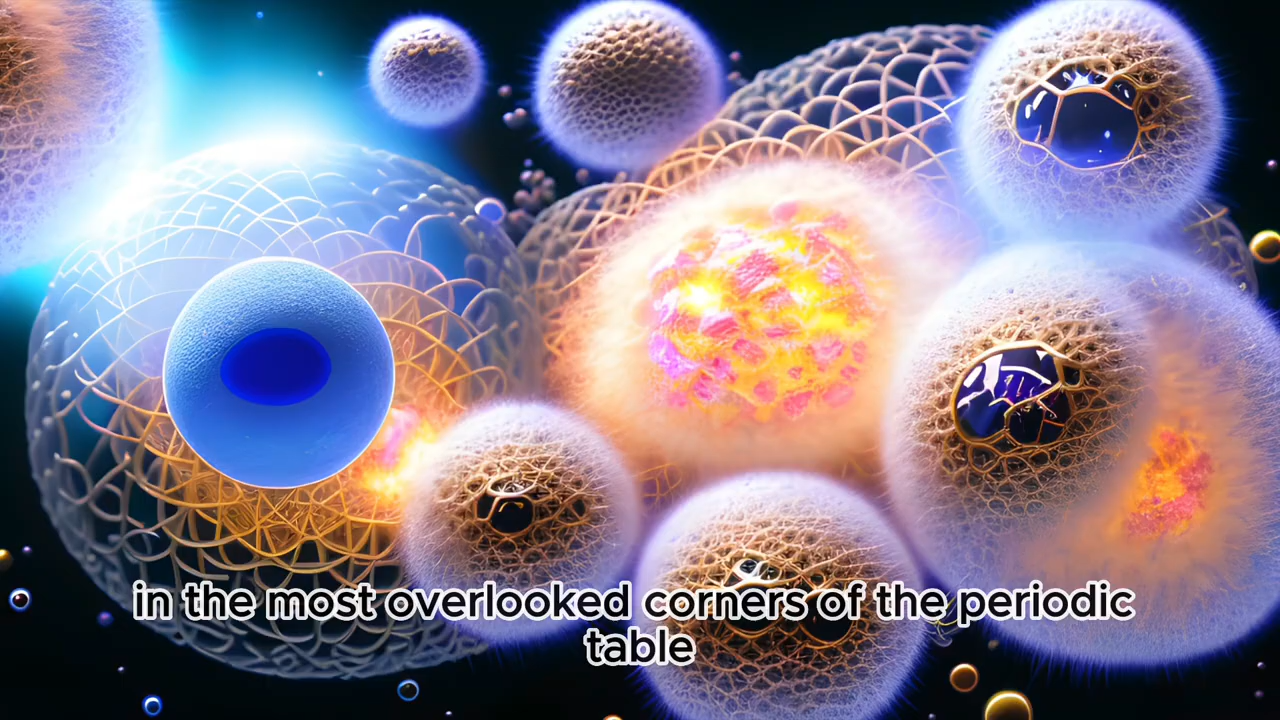 in the most overlooked corners of the periodic
table